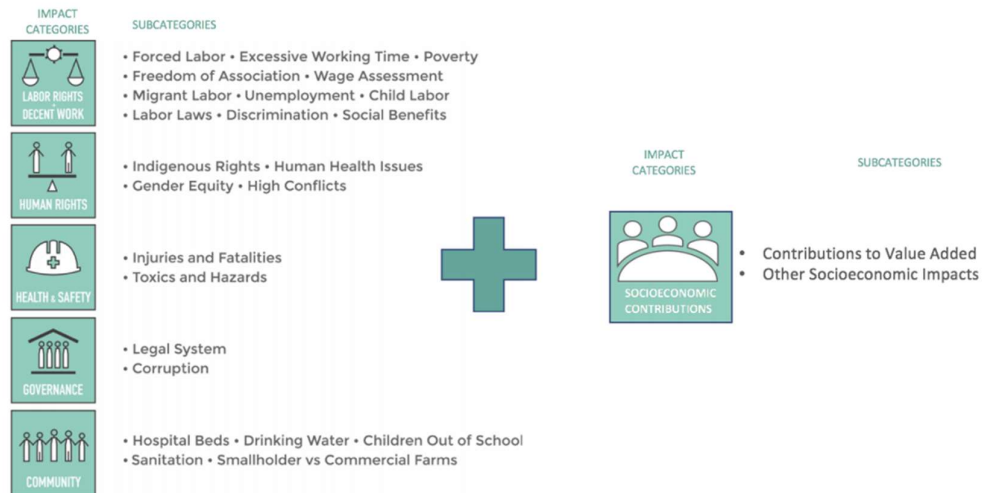 IMPACT
CATEGORIES
SUBCATEGORIES
LABOR RIGHTS
DECENT WORK
• Forced Labor • Excessive Working Time • Poverty
• Freedom of Association • Wage Assessment
• Migrant Labor • Unemployment • Child Labor
• Labor Laws • Discrimination • Social Benefits
HUMAN RIGHTS
• Indigenous Rights • Human Health Issues
• Gender Equity • High Conflicts
HEALTH & SAFETY
• Injuries and Fatalities
• Toxics and Hazards
GOVERNANCE
• Legal System
• Corruption
COMMUNITY
• Hospital Beds • Drinking Water • Children Out of School
• Sanitation • Smallholder vs Commercial Farms
IMPACT
CATEGORIES
SUBCATEGORIES
SOCIOECONOMIC
CONTRIBUTIONS
• Contributions to Value Added
• Other Socioeconomic Impacts